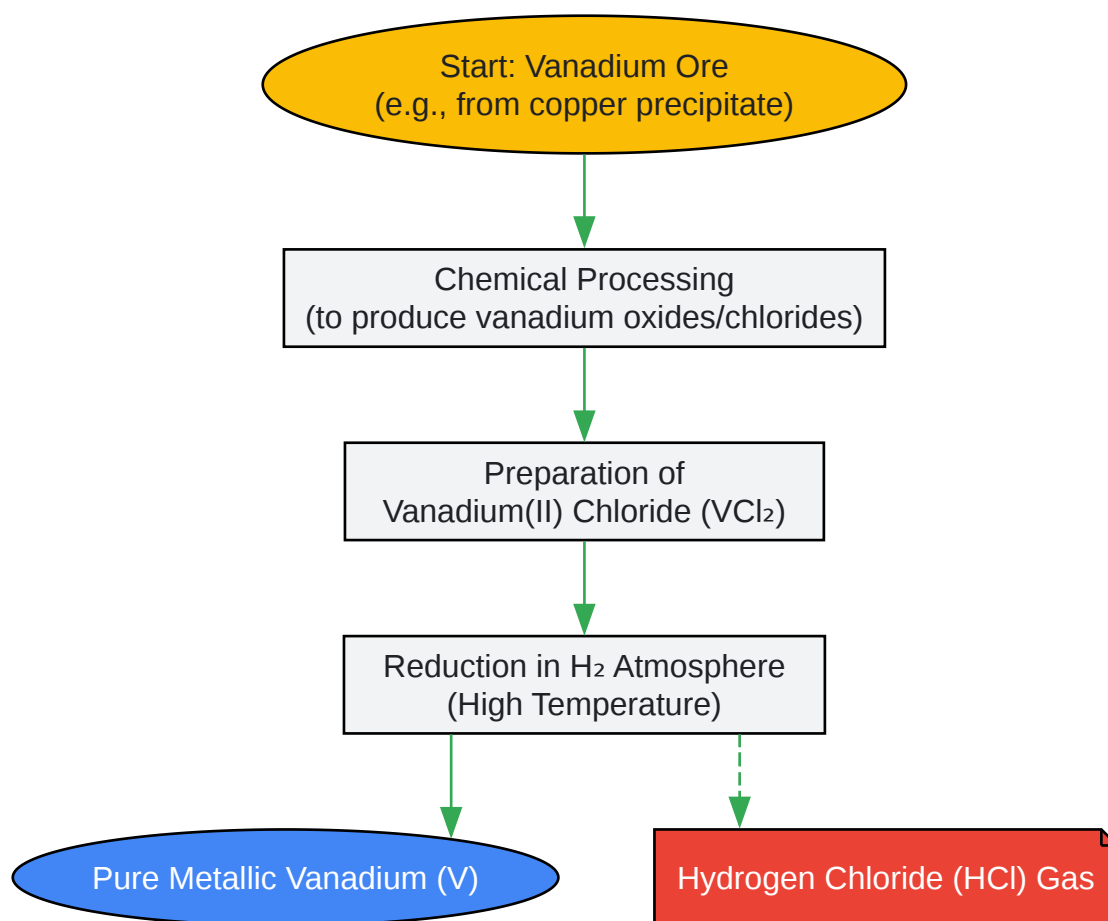 Start: Vanadium Ore
(e.g., from copper precipitate)
Chemical Processing
(to produce vanadium oxides/chlorides)
Preparation of
Vanadium(II) Chloride (VCl₂)
Reduction in H₂ Atmosphere
(High Temperature)
Pure Metallic Vanadium (V)
Hydrogen Chloride (HCl) Gas